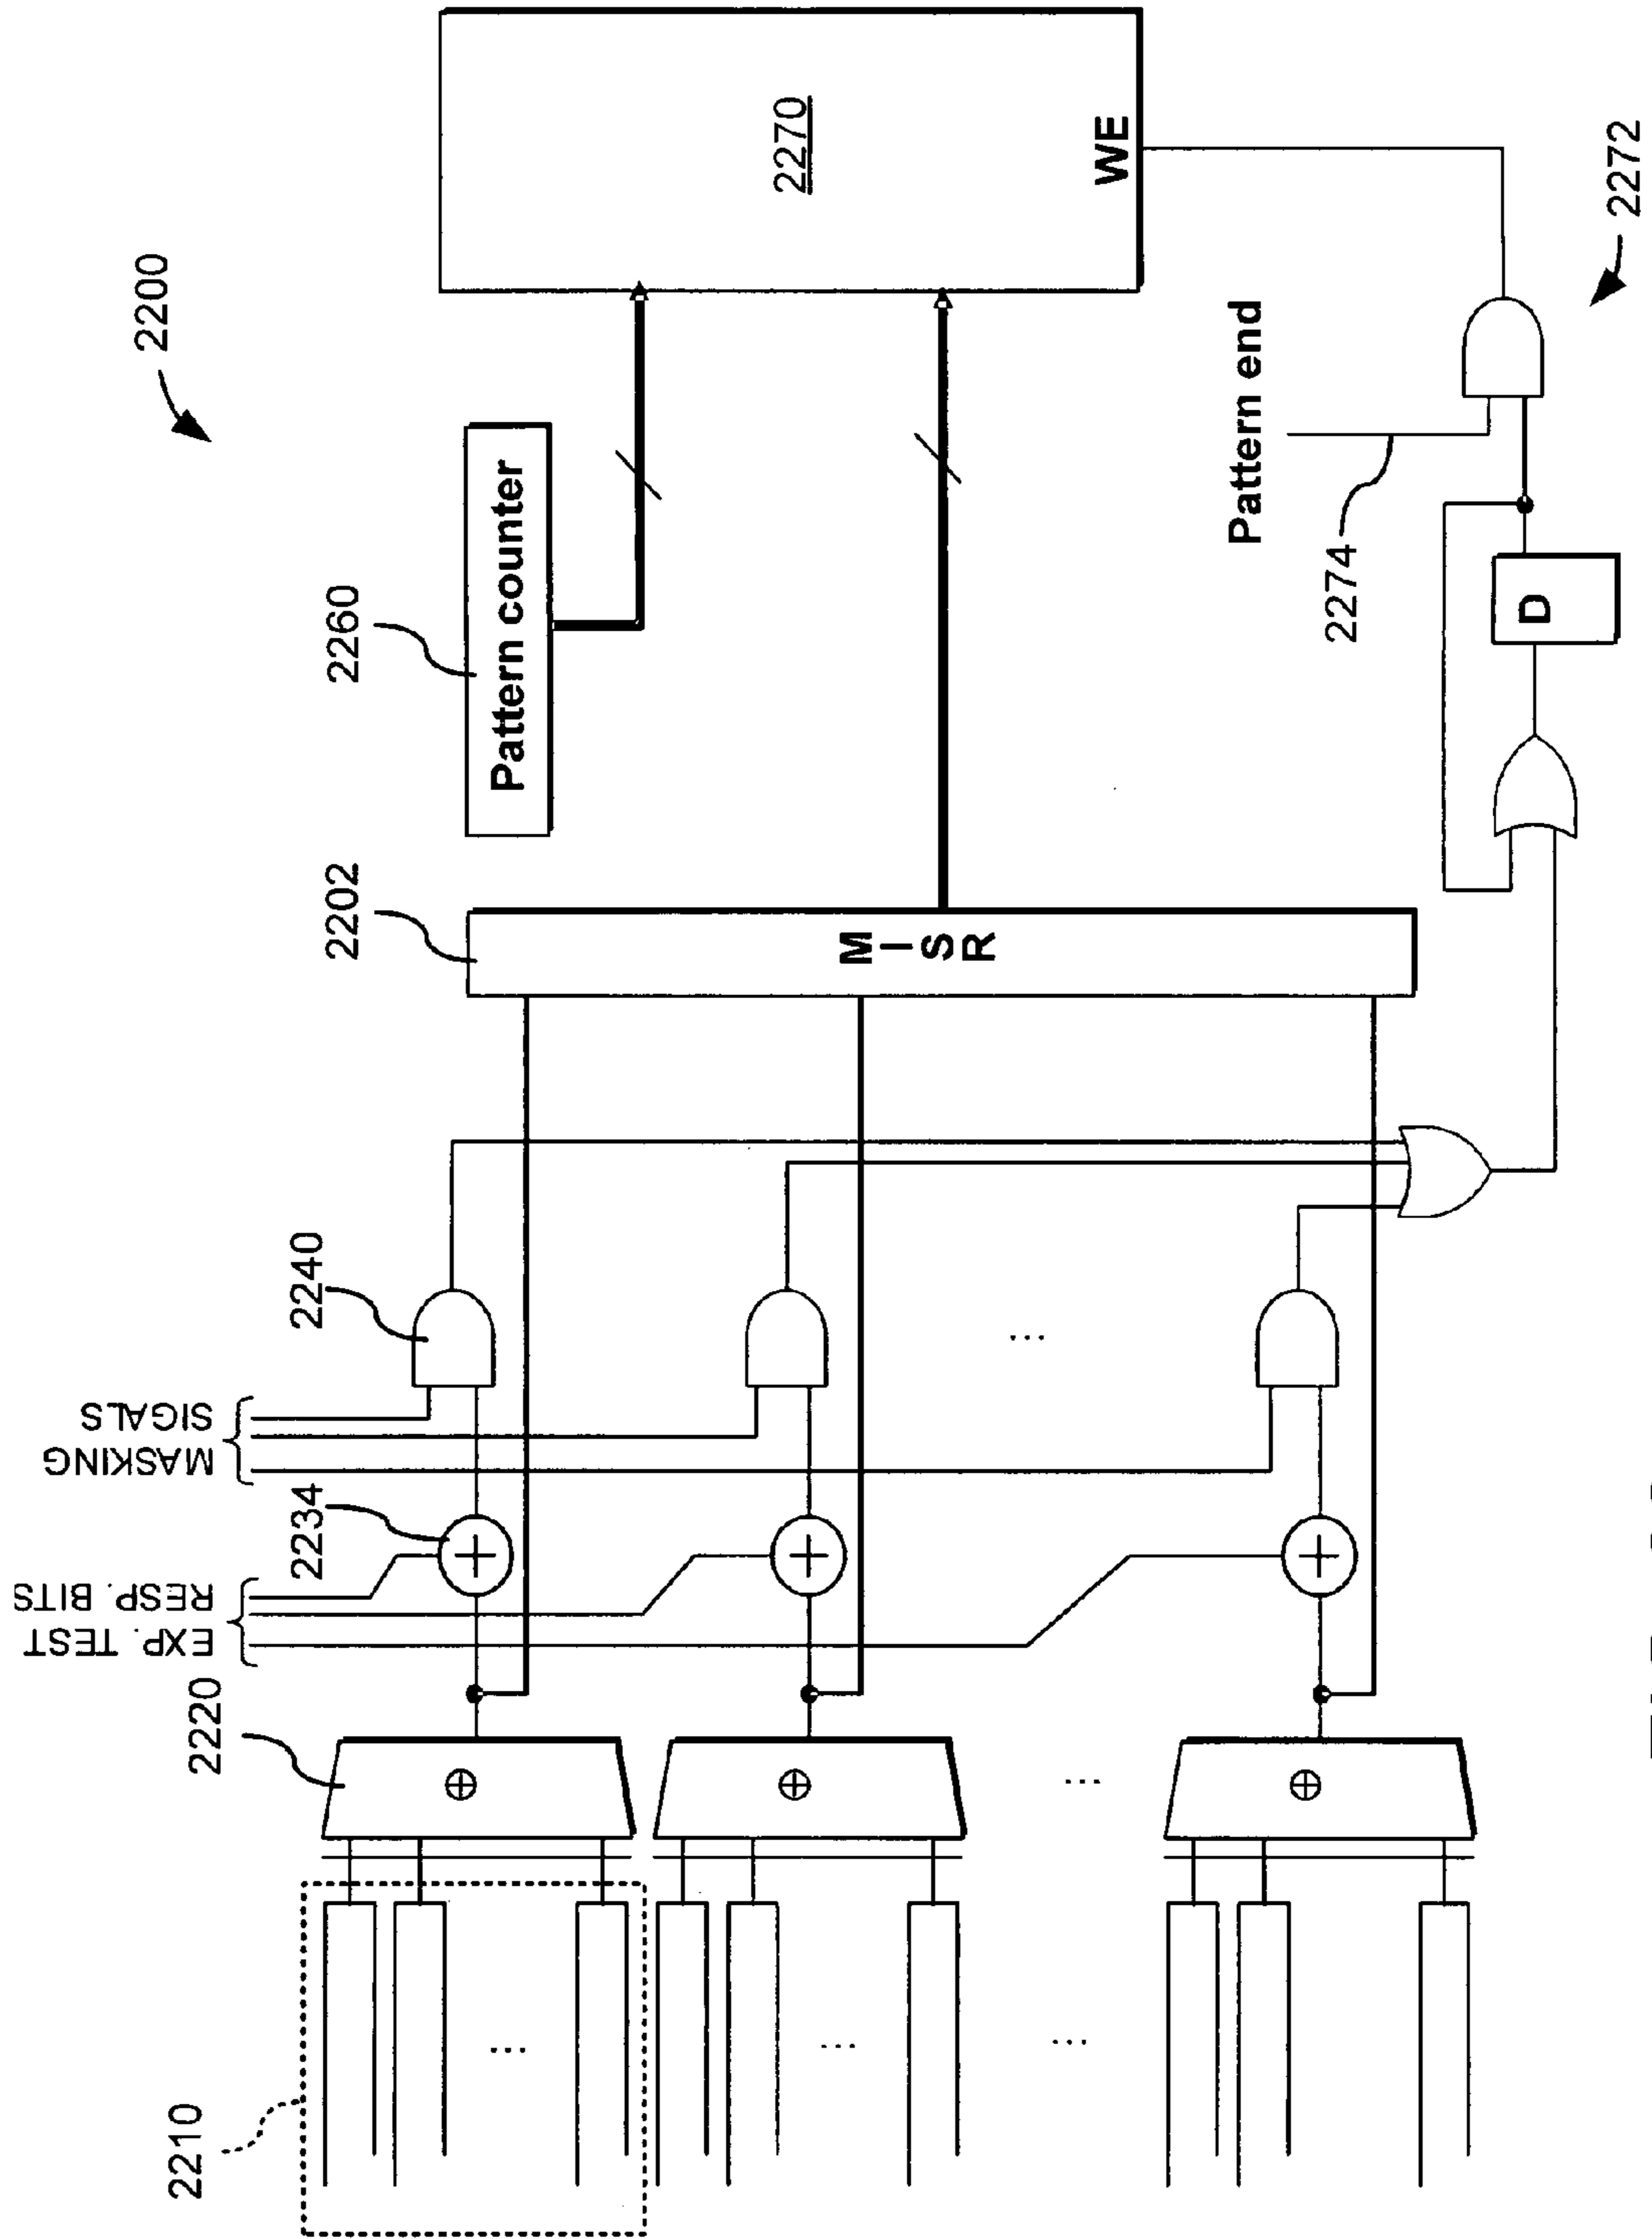 2200
2210
2220
EXP. TEST
RESP. BITS
2234
MASKING
SIGALS
2240
2202
M
I
S
R
2260
Pattern counter
2270
WE
Pattern end
2274
D
2272